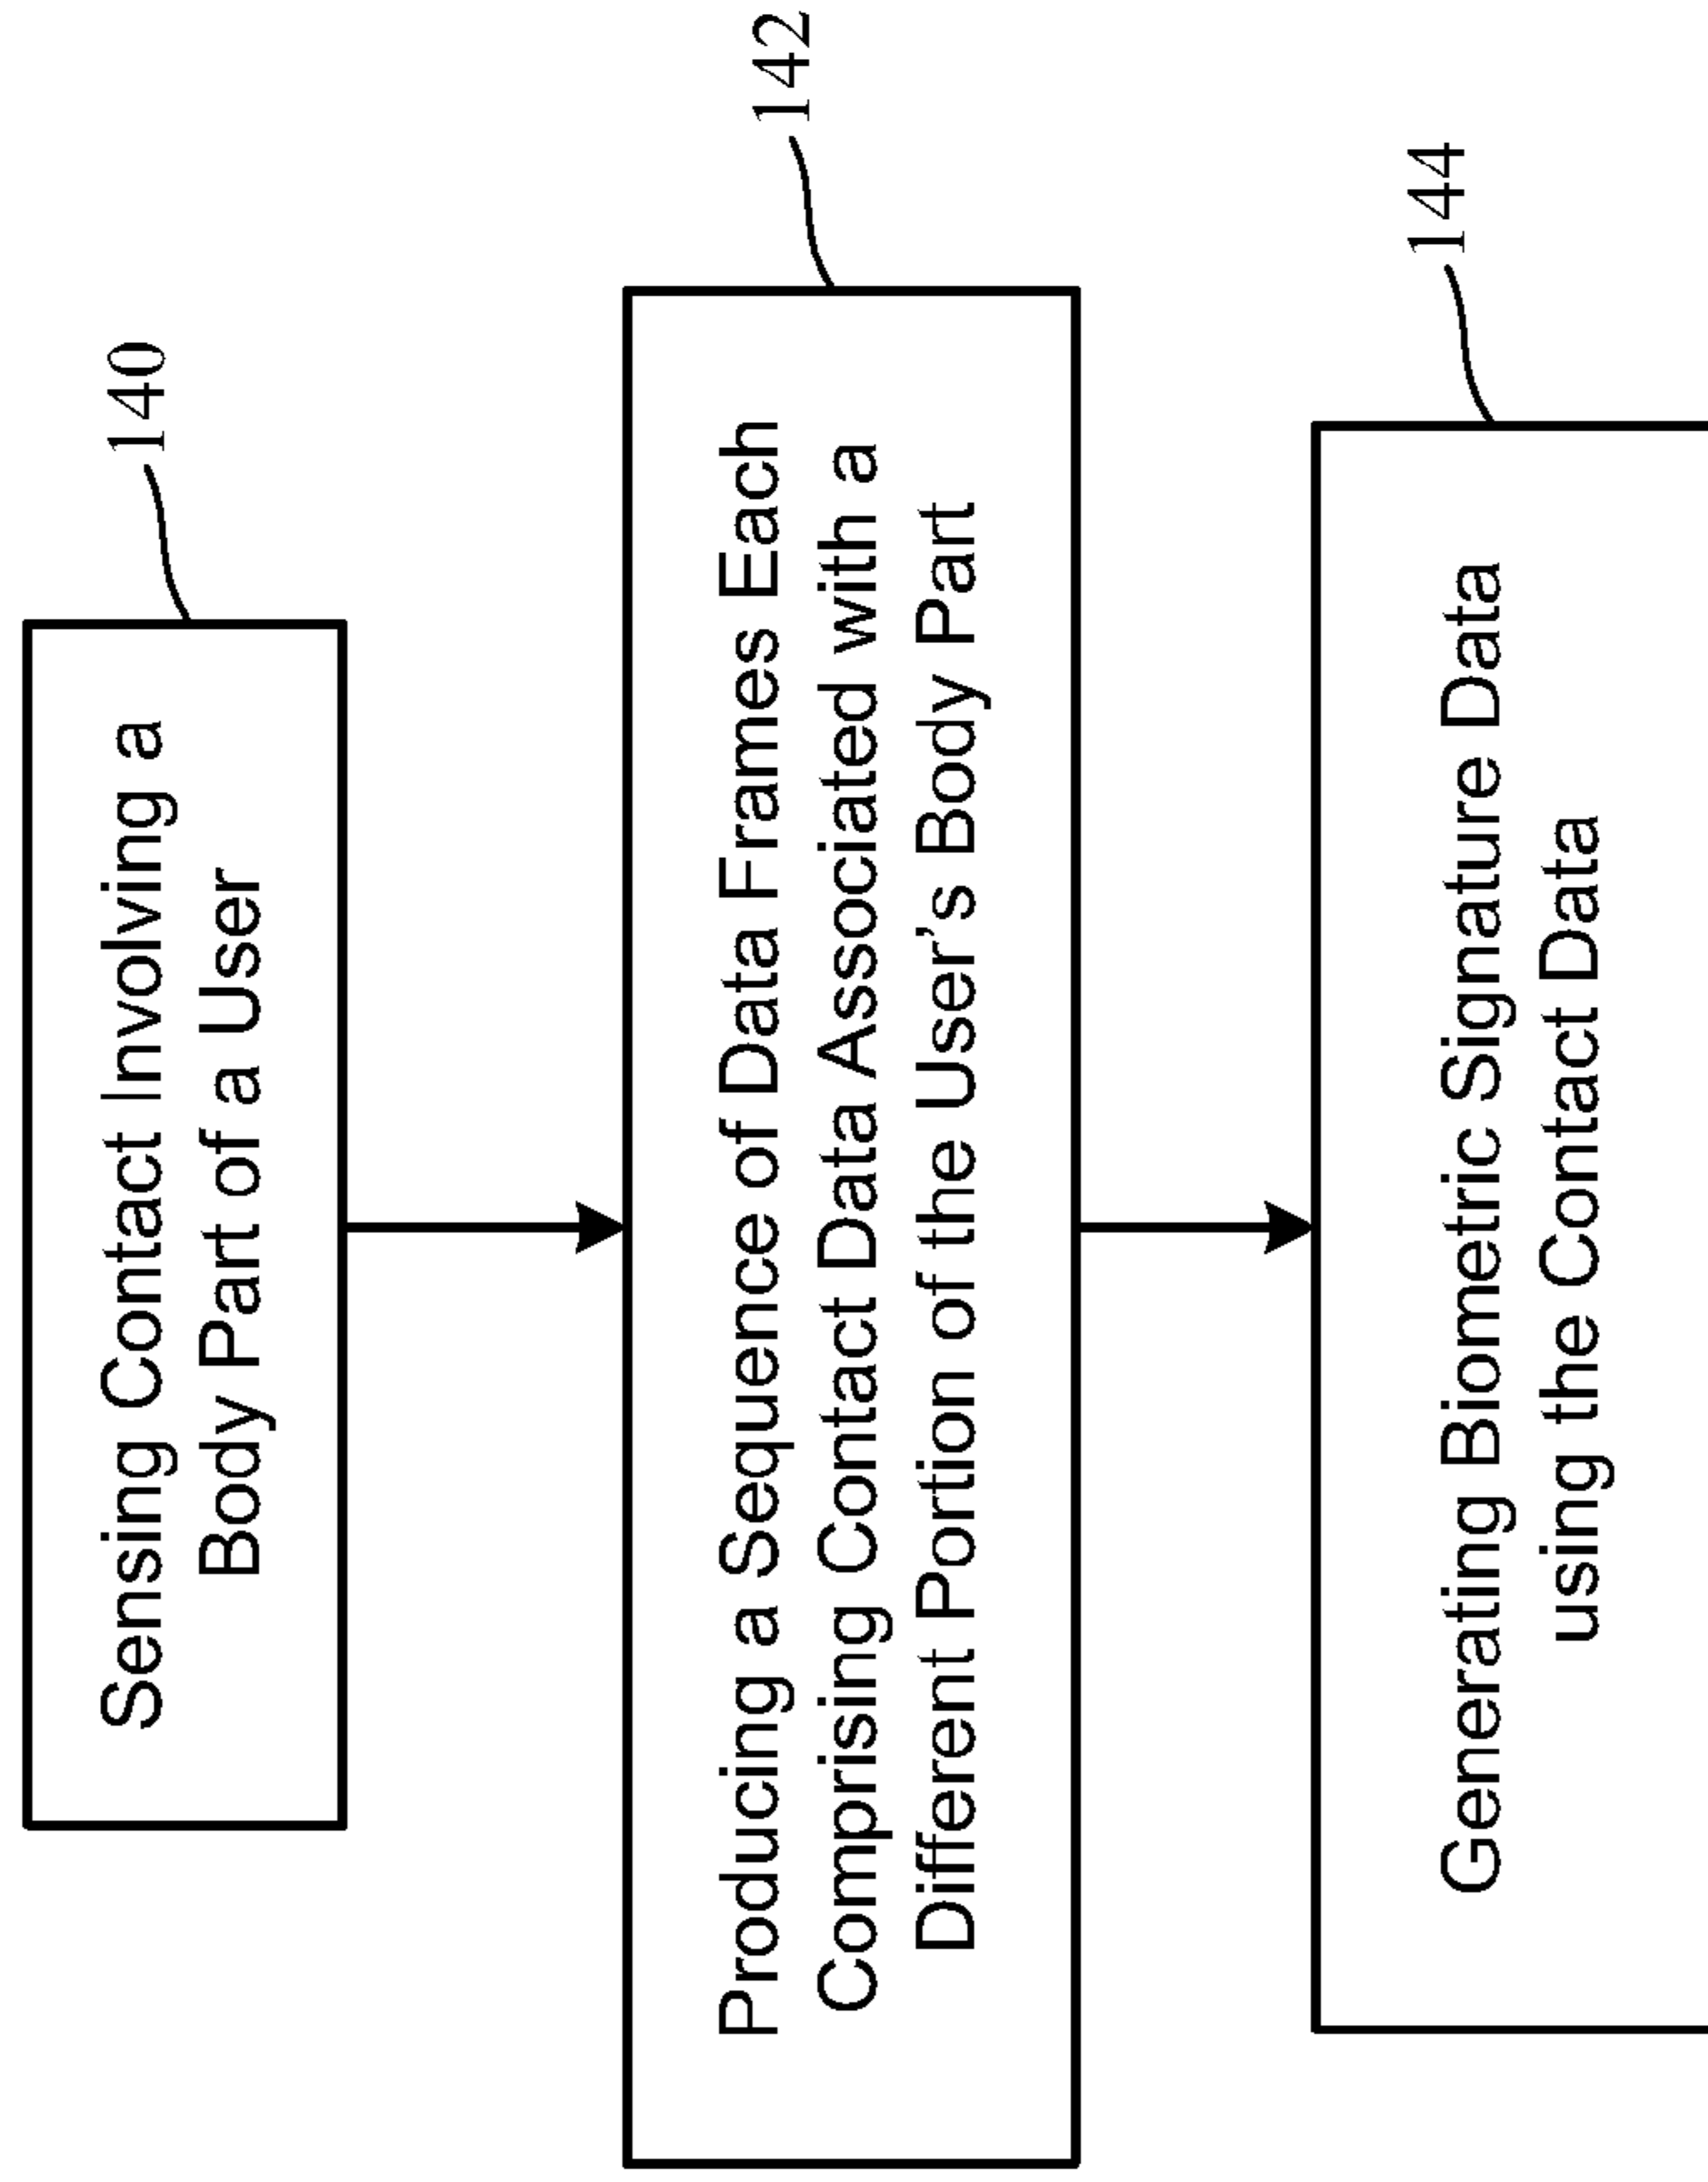 140
Sensing Contact Involving a
Body Part of a User
142
Producing a Sequence of Data Frames Each
Comprising Contact Data Associated with a
Different Portion of the User’s Body Part
144
Generating Biometric Signature Data
using the Contact Data